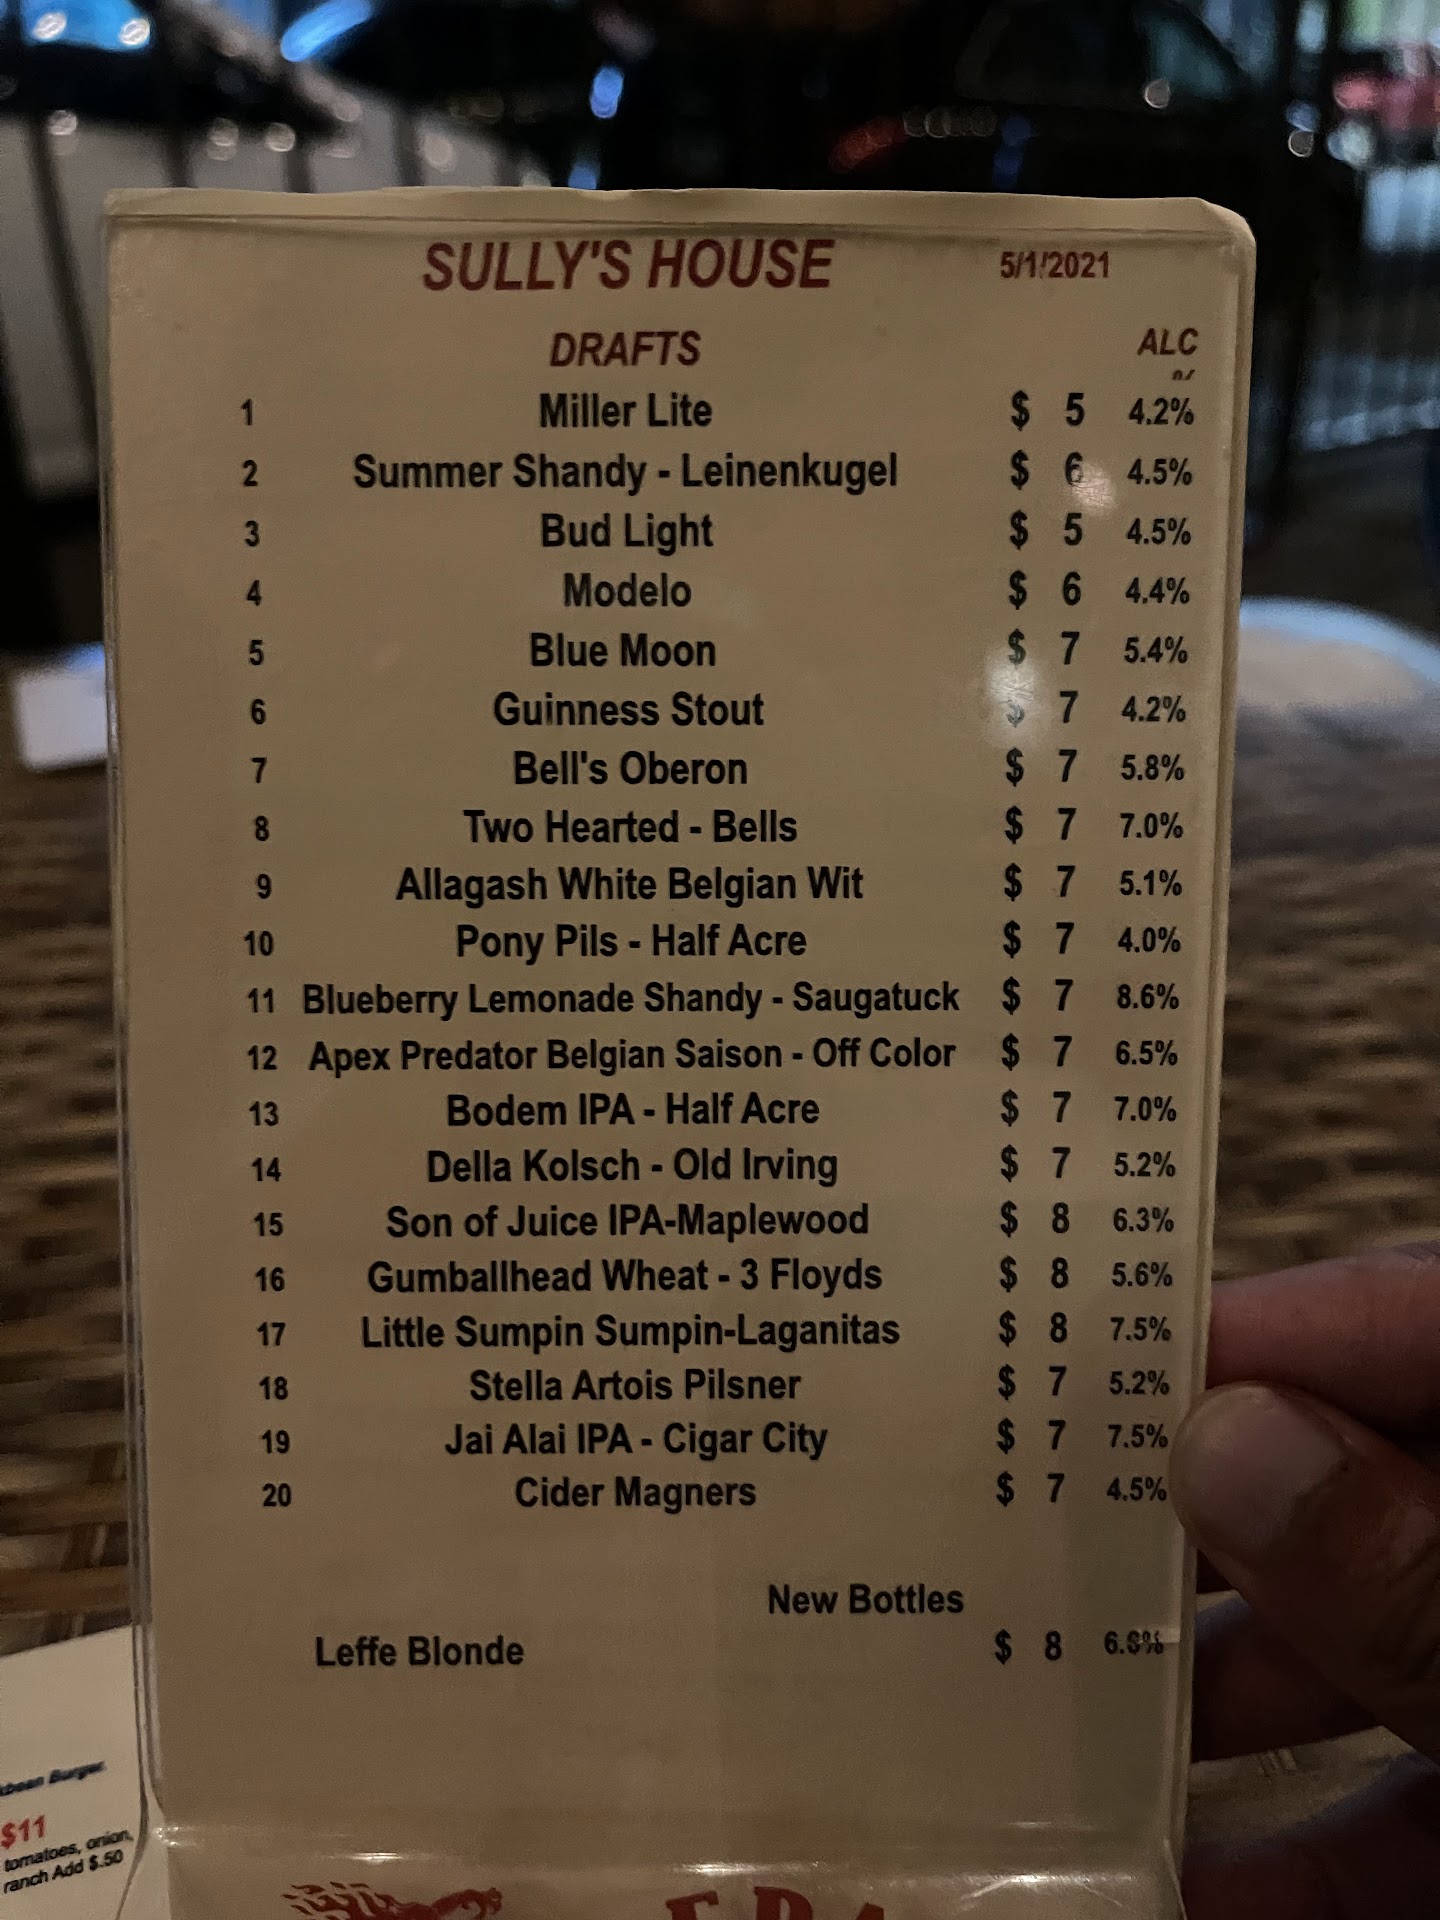 SULLY'S HOUSE 5/1/2021
DRAFTS ALC
%
1 Miller Lite $ 5 4.2%
2 Summer Shandy - Leinenkugel $ 6 4.5%
3 Bud Light $ 5 4.5%
4 Modelo $ 6 4.4%
5 Blue Moon $ 7 5.4%
6 Guinness Stout $ 7 4.2%
7 Bell's Oberon $ 7 5.8%
8 Two Hearted - Bells $ 7 7.0%
9 Allagash White Belgian Wit $ 7 5.1%
10 Pony Pils - Half Acre $ 7 4.0%
11 Blueberry Lemonade Shandy - Saugatuck $ 7 8.6%
12 Apex Predator Belgian Saison - Off Color $ 7 6.5%
13 Bodem IPA - Half Acre $ 7 7.0%
14 Della Kolsch - Old Irving $ 7 5.2%
15 Son of Juice IPA-Maplewood $ 8 6.3%
16 Gumballhead Wheat - 3 Floyds $ 8 5.6%
17 Little Sumpin Sumpin-Laganitas $ 8 7.5%
18 Stella Artois Pilsner $ 7 5.2%
19 Jai Alai IPA - Cigar City $ 7 7.5%
20 Cider Magners $ 7 4.5%
New Bottles
Leffe Blonde $ 8
Burger.
$11
tomatoes, onion,
ranch Add $.50